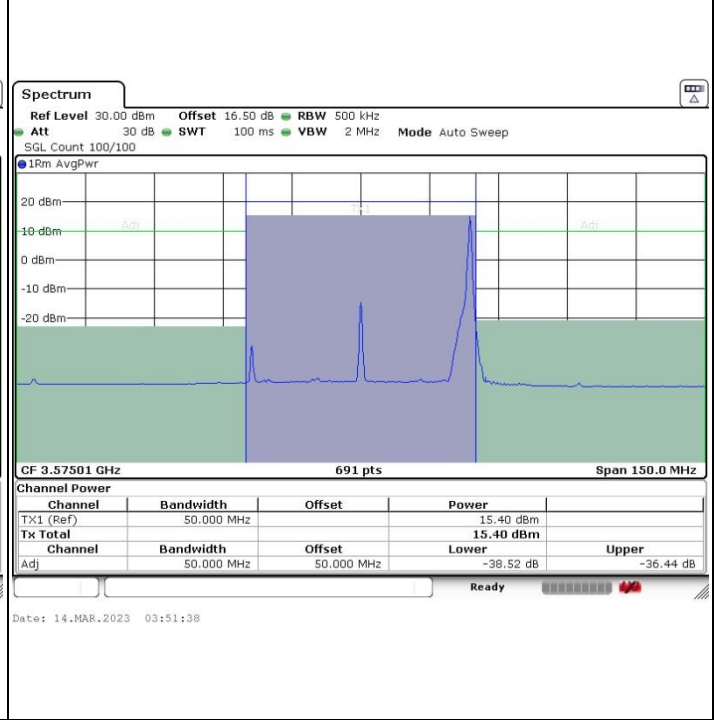 Spectrum
Ref Level 30.00 dBm Offset 16.50 dB RBW 500 kHz
Att 30 dB SWT 100 ms VBW 2 MHz Mode Auto Sweep
SGL Count 100/100
1Rm AvgPwr
20 dBm
TX1
Adj Adj
10 dBm
0 dBm
-10 dBm
-20 dBm
CF 3.57501 GHz 691 pts Span 150.0 MHz
Channel Power
Channel Bandwidth Offset Power
TX1 (Ref) 50.000 MHz 15.40 dBm
Tx Total 15.40 dBm
Channel Bandwidth Offset Lower Upper
Adj 50.000 MHz 50.000 MHz -38.52 dB -36.44 dB
Ready
Date: 14.MAR.2023 03:51:38